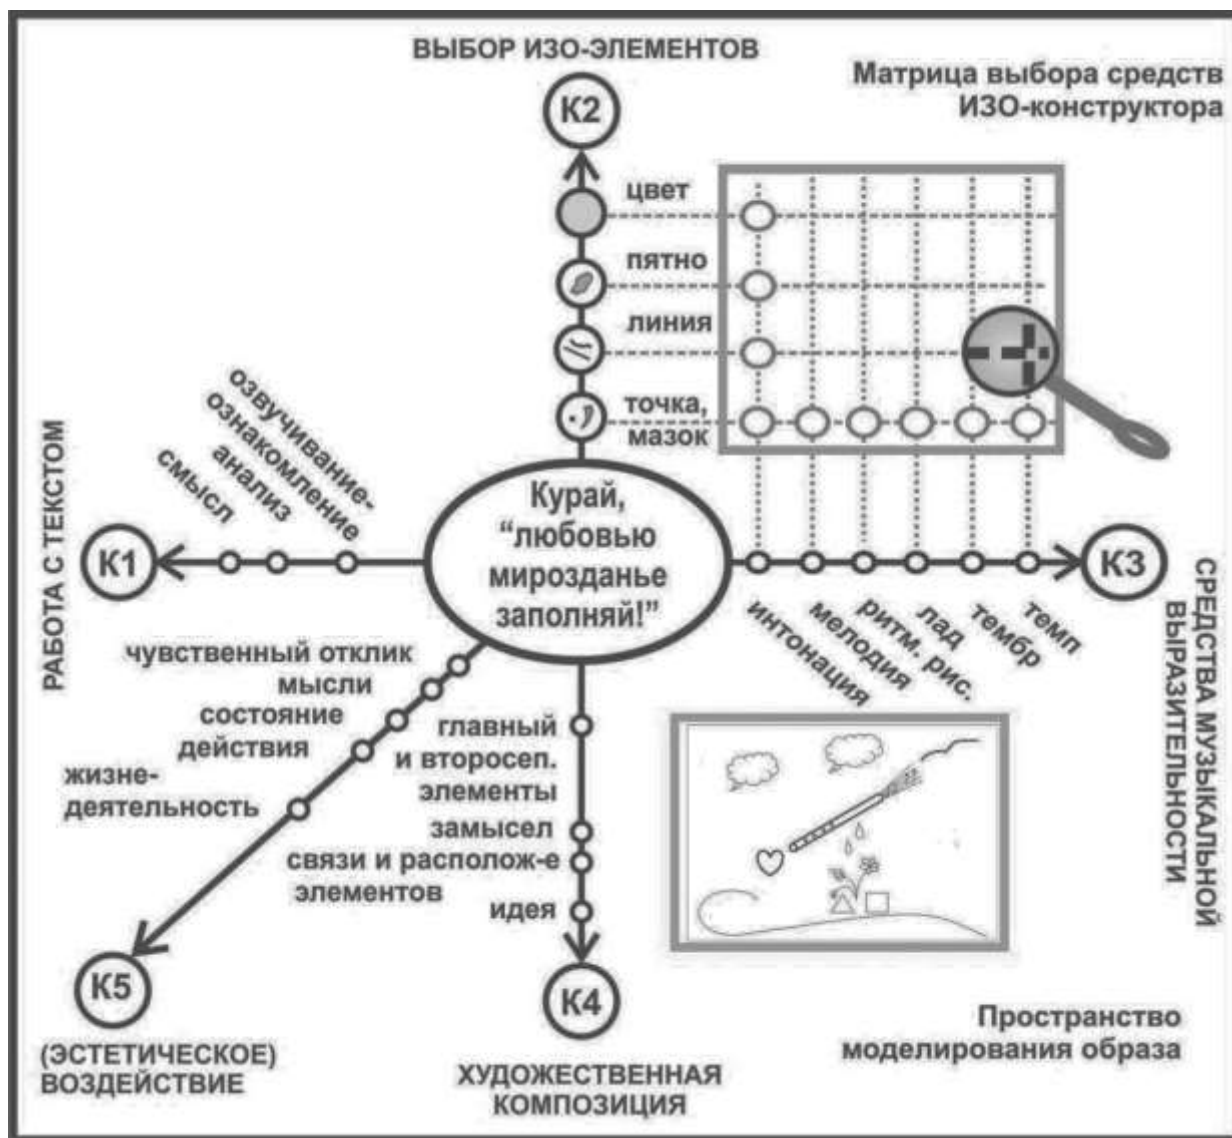 ВЫБОР ИЗО-ЭЛЕМЕНТОВ
К2
Матрица выбора средств
ИЗО-конструктора
цвет
пятно
линия
точка,
мазок
озвучивание-
ознакомление
анализ
смысл
РАБОТА С ТЕКСТОМ
К1
Курай,
“любовью
мирозданье
заполняй!”
К3
СРЕДСТВА МУЗЫКАЛЬНОЙ
ВЫРАЗИТЕЛЬНОСТИ
интонация
мелодия
ритм. рис.
лад
тембр
темп
чувственный отклик
мысли
состояние
действия
жизне-
деятельность
главный
и второсеп.
элементы
замысел
связи и располож-е
элементов
идея
К5
(ЭСТЕТИЧЕСКОЕ)
ВОЗДЕЙСТВИЕ
К4
ХУДОЖЕСТВЕННАЯ
КОМПОЗИЦИЯ
Пространство
моделирования образа